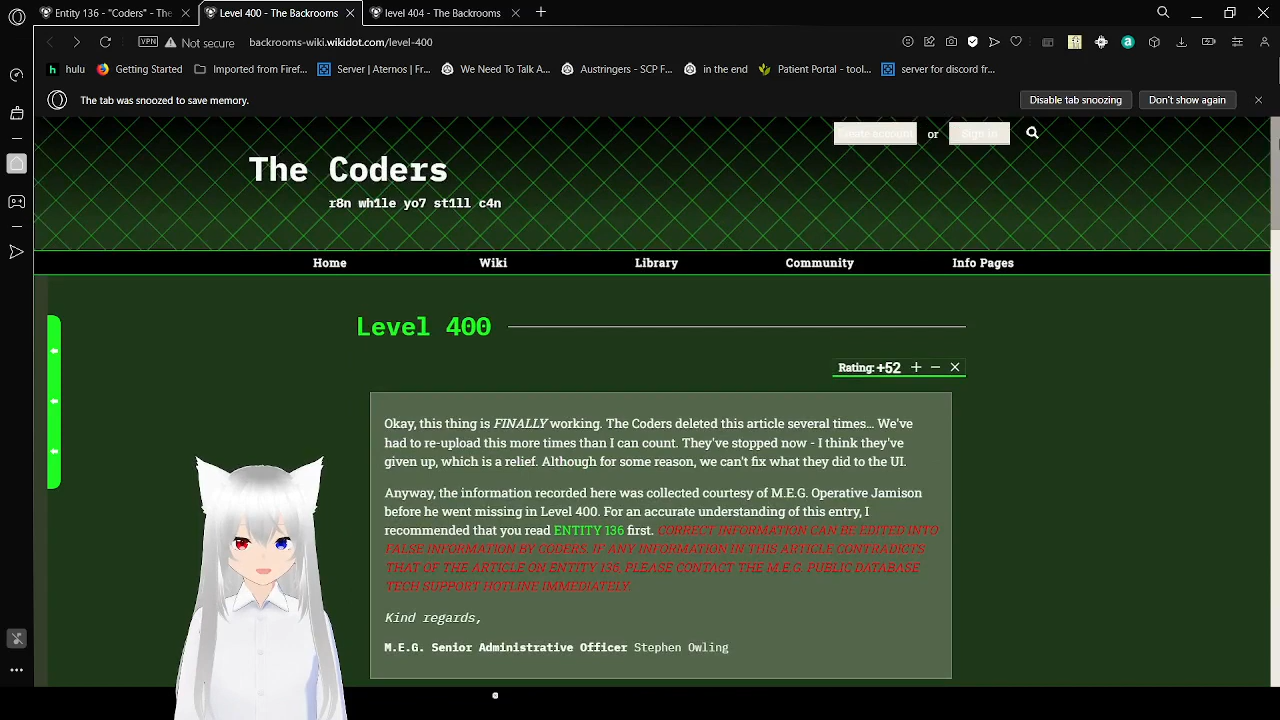 Entity 136 - "Coders" - The
Level 400 - The Backrooms
level 404 - The Backrooms
VPN
Not secure
backrooms-wiki.wikidot.com/level-400
hulu
Getting Started
Imported from Firef...
Server | Aternos | Fr...
We Need To Talk A...
Austringers - SCP F...
in the end
Patient Portal - tool...
server for discord fr...
The tab was snoozed to save memory.
Disable tab snoozing
Don't show again
Create account or Sign in
The Coders
r8n wh1le yo7 st1ll c4n
Home Wiki Library Community Info Pages
Level 400
Rating: +52 + − ×
Okay, this thing is FINALLY working. The Coders deleted this article several times... We've
had to re-upload this more times than I can count. They've stopped now - I think they've
given up, which is a relief. Although for some reason, we can't fix what they did to the UI.
Anyway, the information recorded here was collected courtesy of M.E.G. Operative Jamison
before he went missing in Level 400. For an accurate understanding of this entry, I
recommended that you read ENTITY 136 first. CORRECT INFORMATION CAN BE EDITED INTO
FALSE INFORMATION BY CODERS. IF ANY INFORMATION IN THIS ARTICLE CONTRADICTS
THAT OF THE ARTICLE ON ENTITY 136, PLEASE CONTACT THE M.E.G. PUBLIC DATABASE
TECH SUPPORT HOTLINE IMMEDIATELY.
Kind regards,
M.E.G. Senior Administrative Officer Stephen Owling